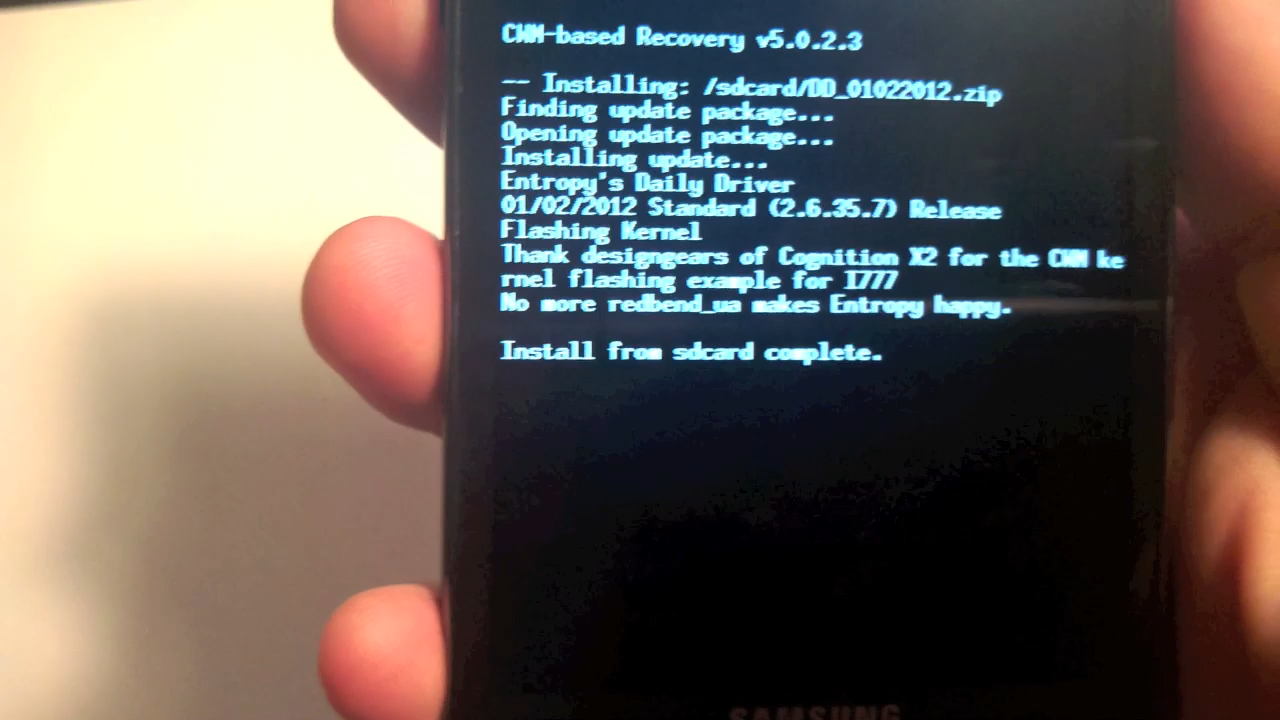 CWM-based Recovery v5.0.2.3
-- Installing: /sdcard/DD_01022012.zip
Finding update package...
Opening update package...
Installing update...
Entropy's Daily Driver
01/02/2012 Standard (2.6.35.7) Release
Flashing Kernel
Thank designgears of Cognition X2 for the CWM ke
rnel flashing example for I777
No more redbend_ua makes Entropy happy.
Install from sdcard complete.
SAMSUNG